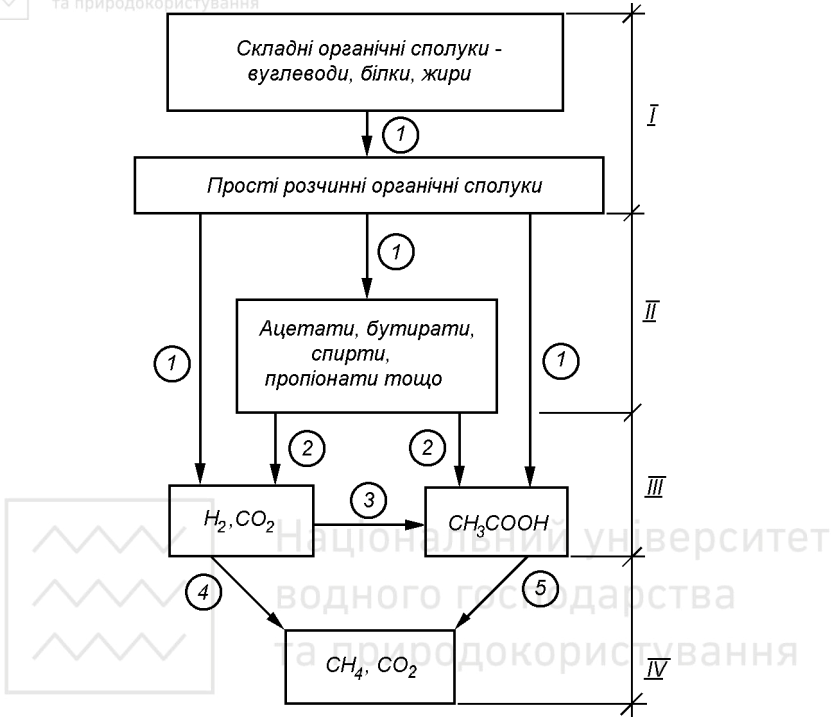 та природокористування
Складні органічні сполуки -
вуглеводи, білки, жири
I
1
Прості розчинні органічні сполуки
1
II
Ацетати, бутирати,
спирти,
пропіонати тощо
1
1
2
2
III
3
H2,CO2
CH3COOH
Національний університет
4
5
водного господарства
та природокористування
CH4, CO2
IV